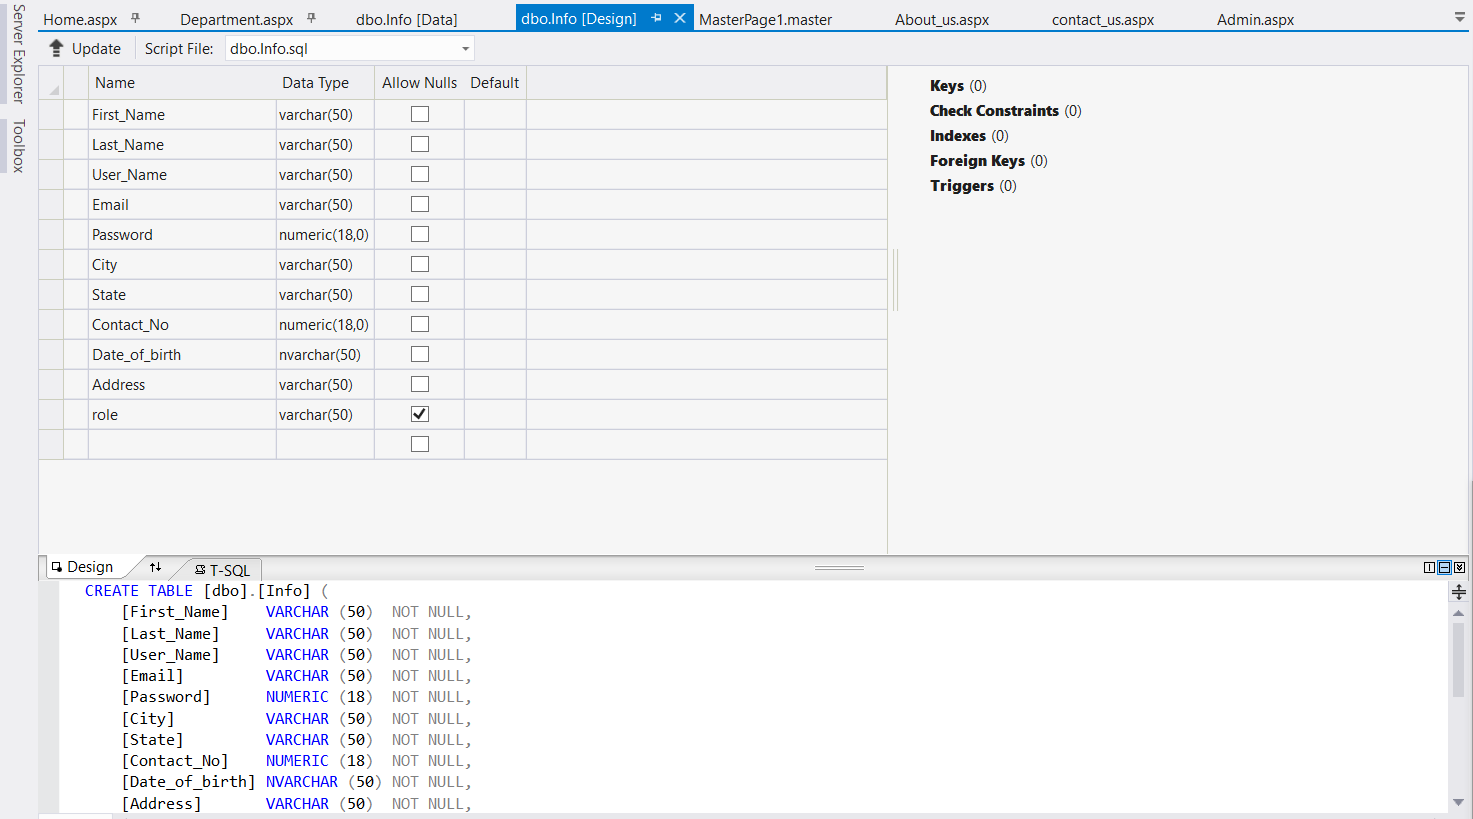 Server Explorer
Toolbox
Home.aspx Department.aspx dbo.Info [Data] dbo.Info [Design] MasterPage1.master About_us.aspx contact_us.aspx Admin.aspx
Update Script File: dbo.Info.sql
Name Data Type Allow Nulls Default
First_Name varchar(50)
Last_Name varchar(50)
User_Name varchar(50)
Email varchar(50)
Password numeric(18,0)
City varchar(50)
State varchar(50)
Contact_No numeric(18,0)
Date_of_birth nvarchar(50)
Address varchar(50)
role varchar(50)
Keys (0)
Check Constraints (0)
Indexes (0)
Foreign Keys (0)
Triggers (0)
Design T-SQL
CREATE TABLE [dbo].[Info] (
[First_Name] VARCHAR (50) NOT NULL,
[Last_Name] VARCHAR (50) NOT NULL,
[User_Name] VARCHAR (50) NOT NULL,
[Email] VARCHAR (50) NOT NULL,
[Password] NUMERIC (18) NOT NULL,
[City] VARCHAR (50) NOT NULL,
[State] VARCHAR (50) NOT NULL,
[Contact_No] NUMERIC (18) NOT NULL,
[Date_of_birth] NVARCHAR (50) NOT NULL,
[Address] VARCHAR (50) NOT NULL,